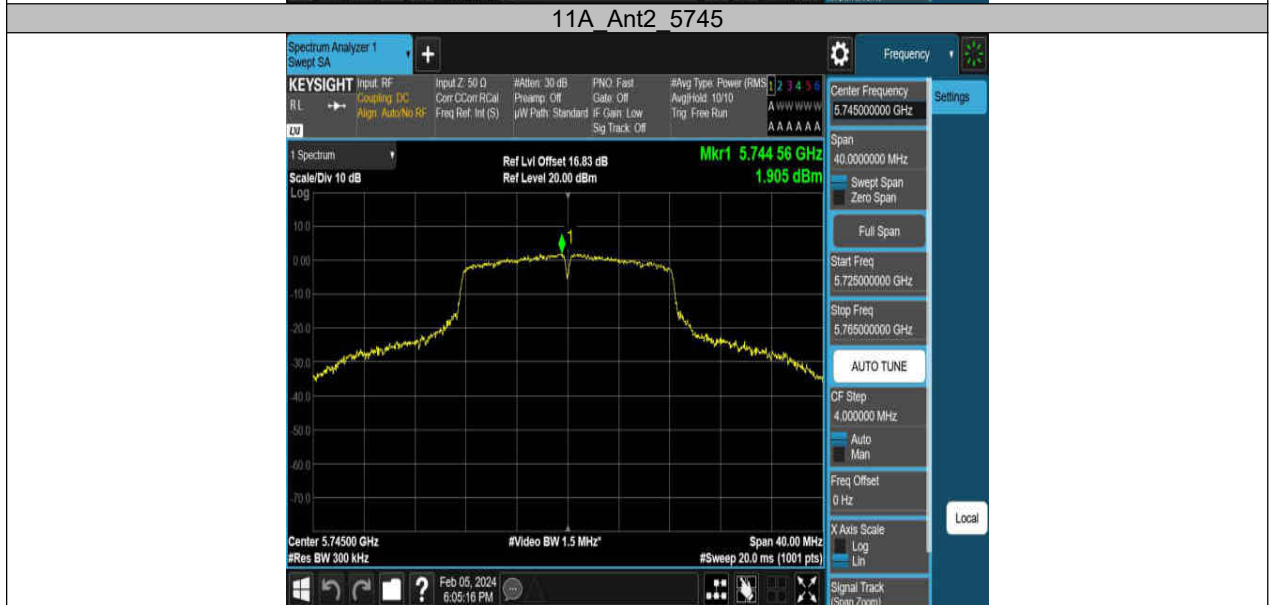 11A_Ant2_5745
Spectrum Analyzer 1
Swept SA
+
Frequency
KEYSIGHT
Input: RF
Coupling: DC
Align: Auto/No RF
Input Z: 50 Ω
Corr CCorr RCal
Freq Ref: Int (S)
#Atten: 30 dB
Preamp: Off
µW Path: Standard
PNO: Fast
Gate: Off
IF Gain: Low
Sig Track: Off
#Avg Type: Power (RMS
Avg|Hold: 10/10
Trig: Free Run
1 2 3 4 5 6
A W W W W W
A A A A A A
RL
LXI
Center Frequency
5.745000000 GHz
Settings
1 Spectrum
Scale/Div 10 dB
Log
Ref Lvl Offset 16.83 dB
Ref Level 20.00 dBm
Mkr1 5.744 56 GHz
1.905 dBm
Span
40.0000000 MHz
Swept Span
Zero Span
Full Span
Start Freq
5.725000000 GHz
Stop Freq
5.765000000 GHz
AUTO TUNE
CF Step
4.000000 MHz
Auto
Man
Freq Offset
0 Hz
X Axis Scale
Log
Lin
Local
Signal Track
(Span Zoom)
10.0
1
0.00
-10.0
-20.0
-30.0
-40.0
-50.0
-60.0
-70.0
Center 5.74500 GHz
#Res BW 300 kHz
#Video BW 1.5 MHz*
Span 40.00 MHz
#Sweep 20.0 ms (1001 pts)
?
Feb 05, 2024
6:05:16 PM